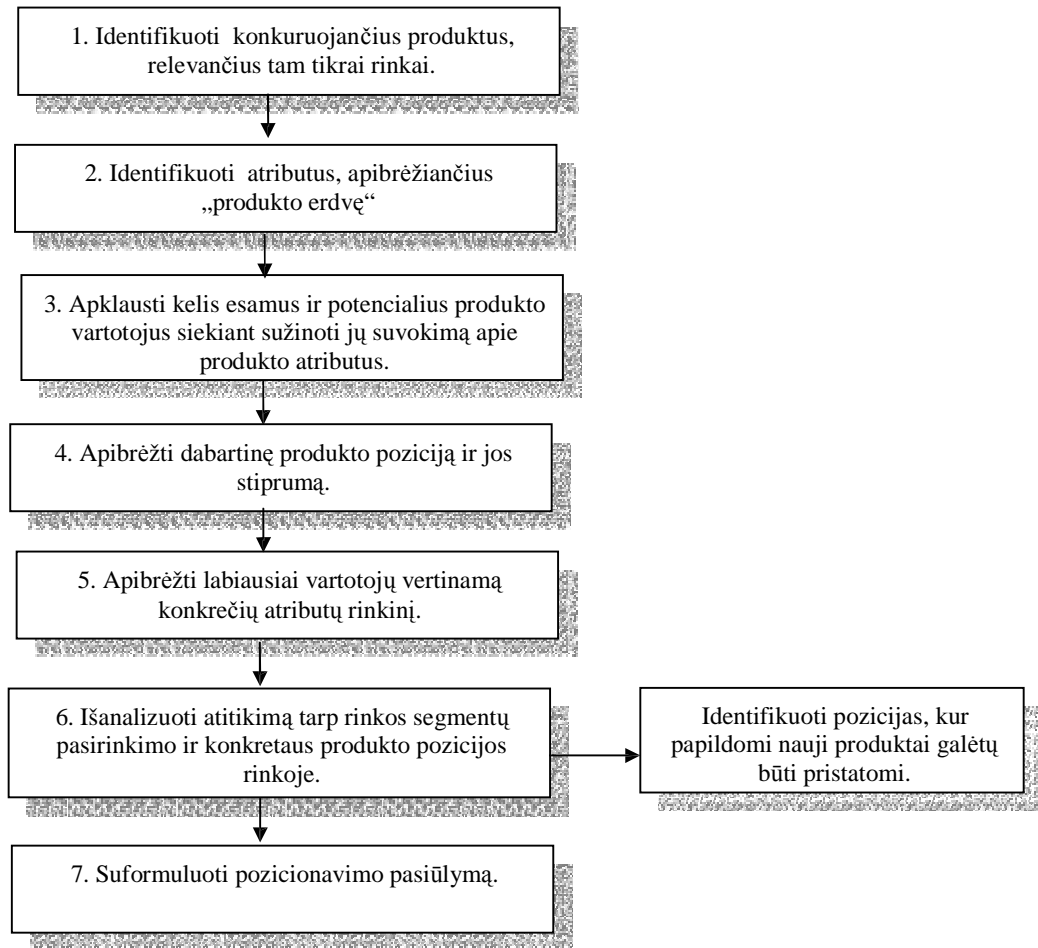 1. Identifikuoti konkuruojančius produktus,
relevančius tam tikrai rinkai.
2. Identifikuoti atributus, apibrėžiančius
„produkto erdvę“
3. Apklausti kelis esamus ir potencialius produkto
vartotojus siekiant sužinoti jų suvokimą apie
produkto atributus.
4. Apibrėžti dabartinę produkto poziciją ir jos
stiprumą.
5. Apibrėžti labiausiai vartotojų vertinamą
konkrečių atributų rinkinį.
6. Išanalizuoti atitikimą tarp rinkos segmentų
pasirinkimo ir konkretaus produkto pozicijos
rinkoje.
Identifikuoti pozicijas, kur
papildomi nauji produktai galėtų
būti pristatomi.
7. Suformuluoti pozicionavimo pasiūlymą.